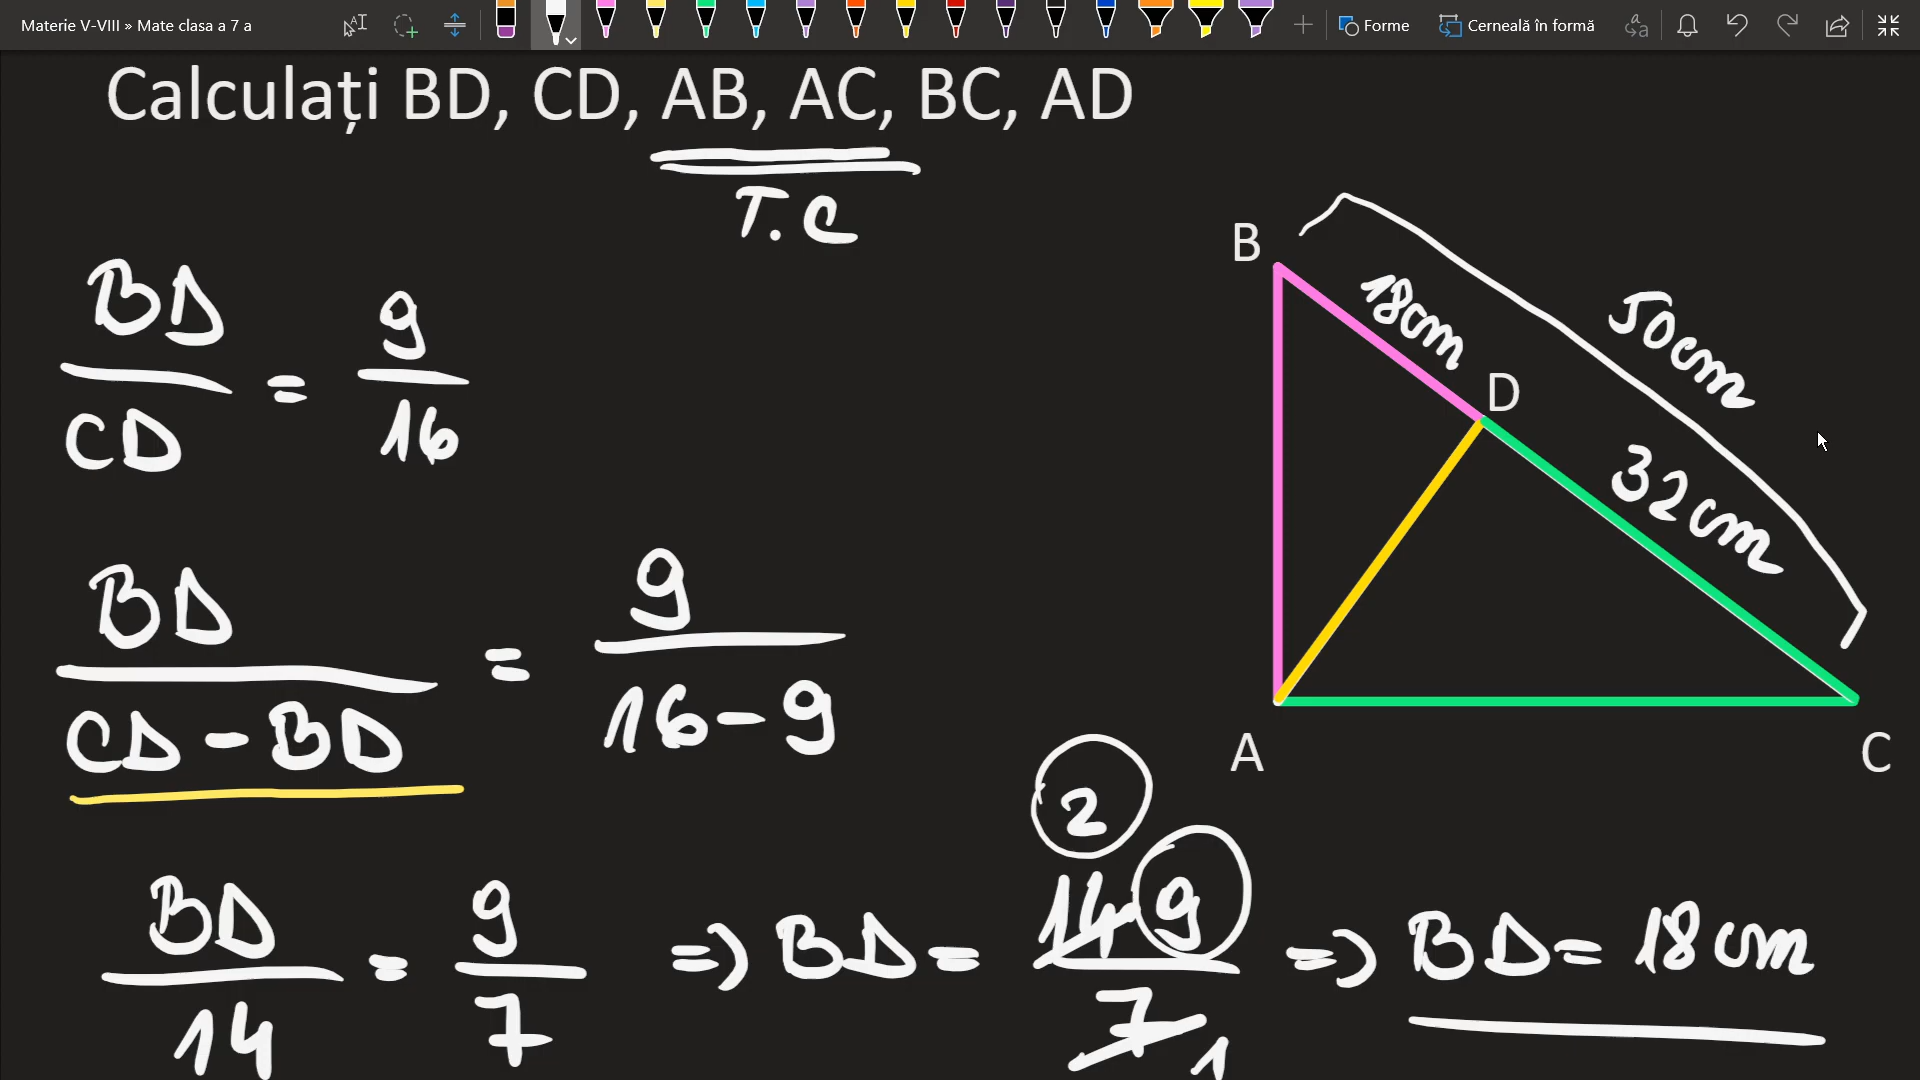 Materie V-VIII » Mate clasa a 7 a
Forme
Cerneală în formă
Calculați BD, CD, AB, AC, BC, AD
T.C
BD/CD = 9/16
BD/(CD - BD) = 9/(16 - 9)
BD/14 = 9/7 => BD = 14·9/7 => BD = 18cm
2
1
B
18cm
50cm
D
32cm
A
C